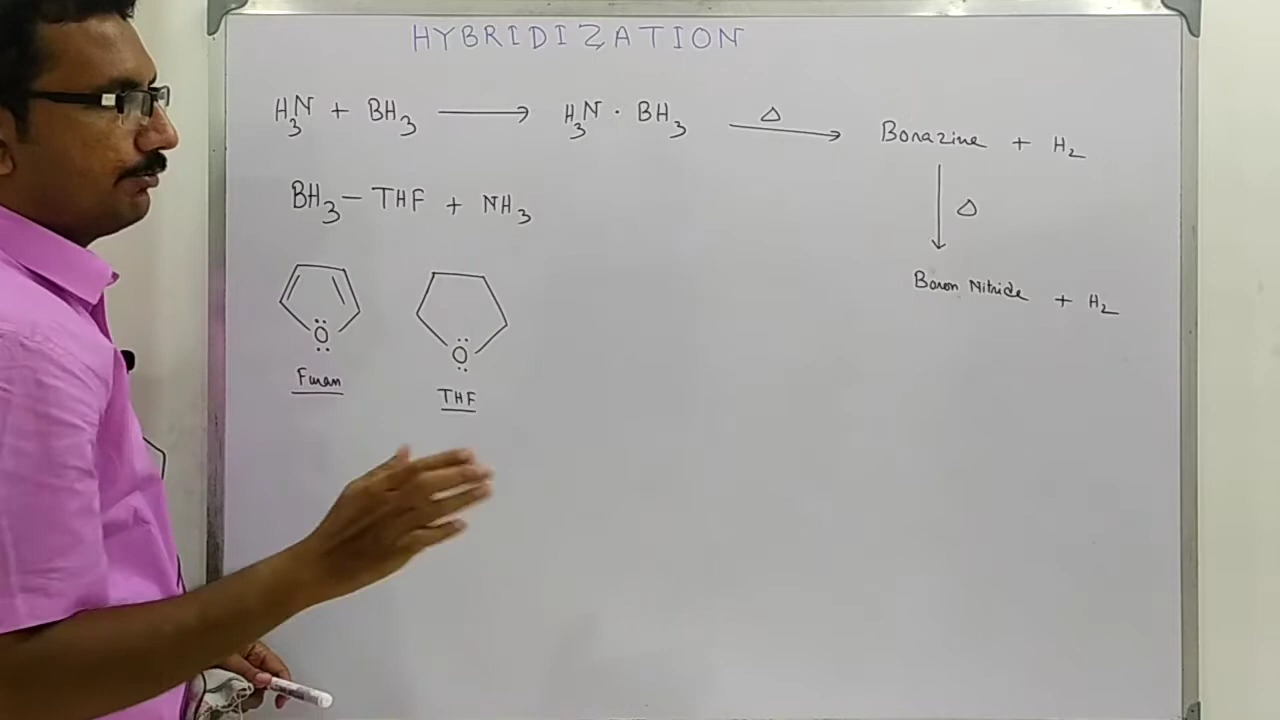 HYBRIDIZATION
H₃N + BH₃ ⟶ H₃N · BH₃ —Δ→ Borazine + H₂
BH₃ – THF + NH₃
↓ Δ
Boron Nitride + H₂
Ö
Furan
Ö
THF